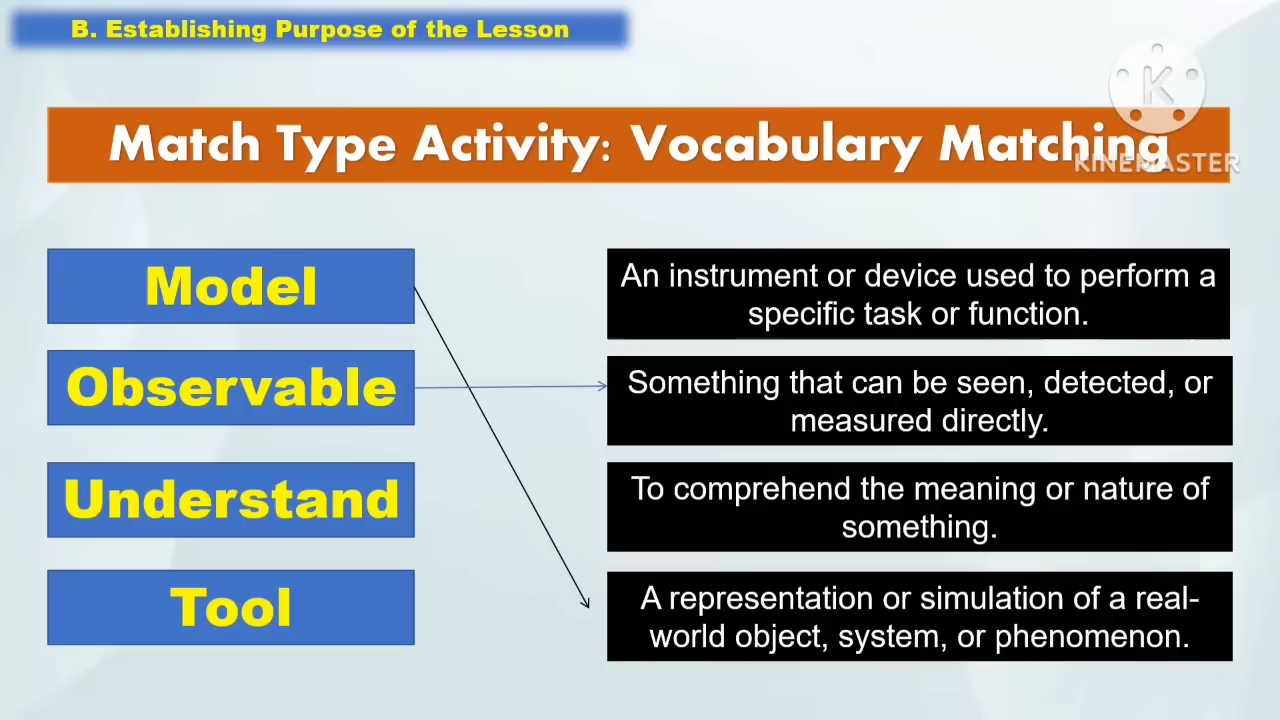 B. Establishing Purpose of the Lesson
K
KINEMASTER
Match Type Activity: Vocabulary Matching
Model
An instrument or device used to perform a
specific task or function.
Observable
Something that can be seen, detected, or
measured directly.
Understand
To comprehend the meaning or nature of
something.
Tool
A representation or simulation of a real-
world object, system, or phenomenon.